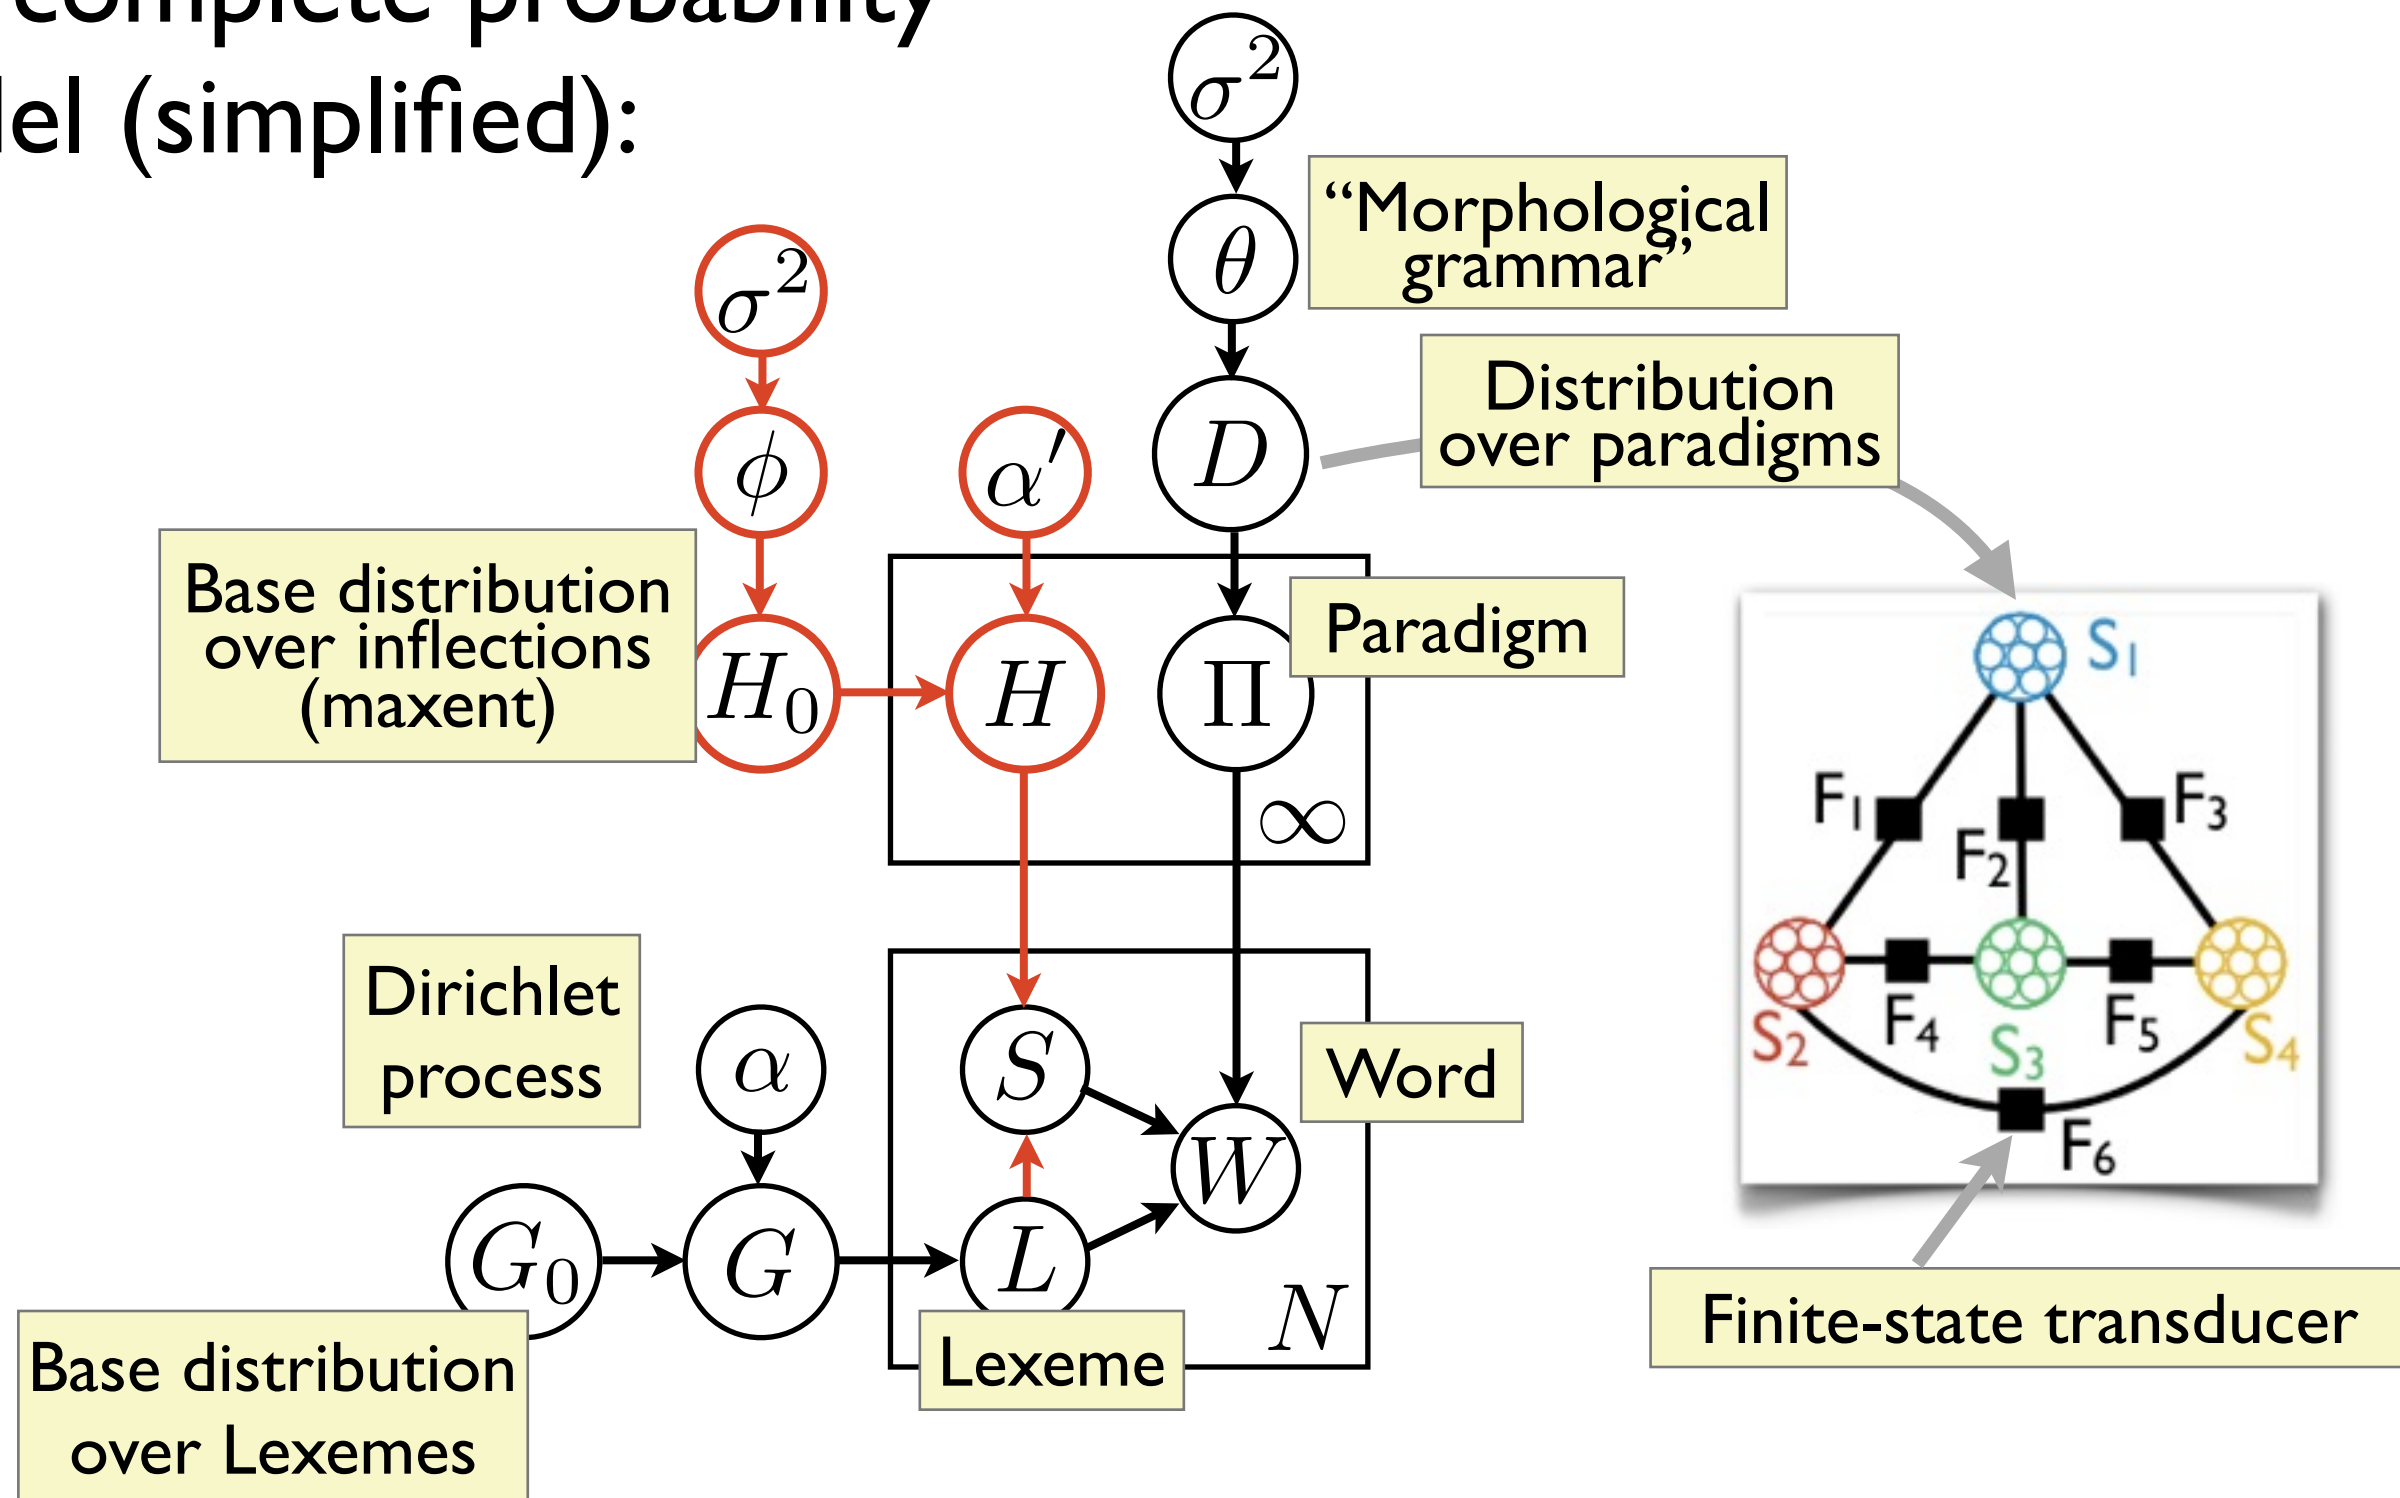 complete probability
el (simplified):
σ²
"Morphological
grammar"
θ
σ²
Distribution
over paradigms
D
ϕ
α′
Base distribution
over inflections
(maxent)
H₀
H
Π
Paradigm
∞
S₁
F₁
F₂
F₃
S₂
F₄
S₃
F₅
S₄
F₆
Finite-state transducer
Dirichlet
process
α
S
Word
W
G₀
G
L
N
Lexeme
Base distribution
over Lexemes